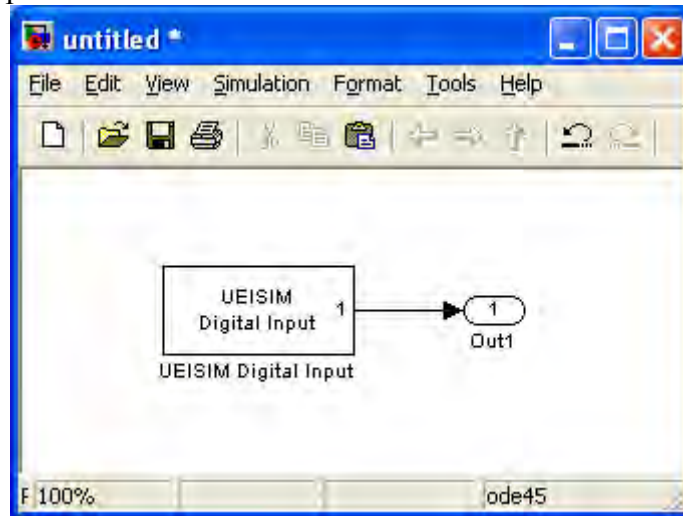 untitled *
File Edit View Simulation Format Tools Help
UEISIM
Digital Input
1
1
UEISIM Digital Input
Out1
F 100%
ode45